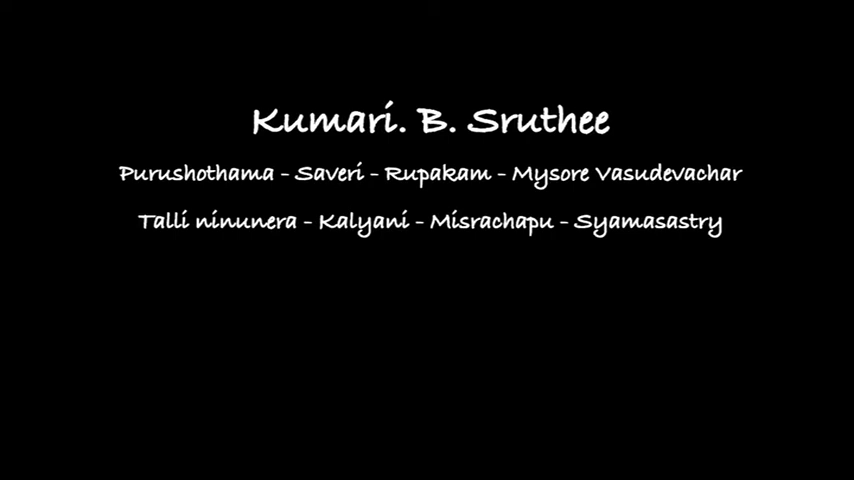 Kumari. B. Sruthee
Purushothama - Saveri - Rupakam - Mysore Vasudevachar
Talli ninunera - Kalyani - Misrachapu - Syamasastry